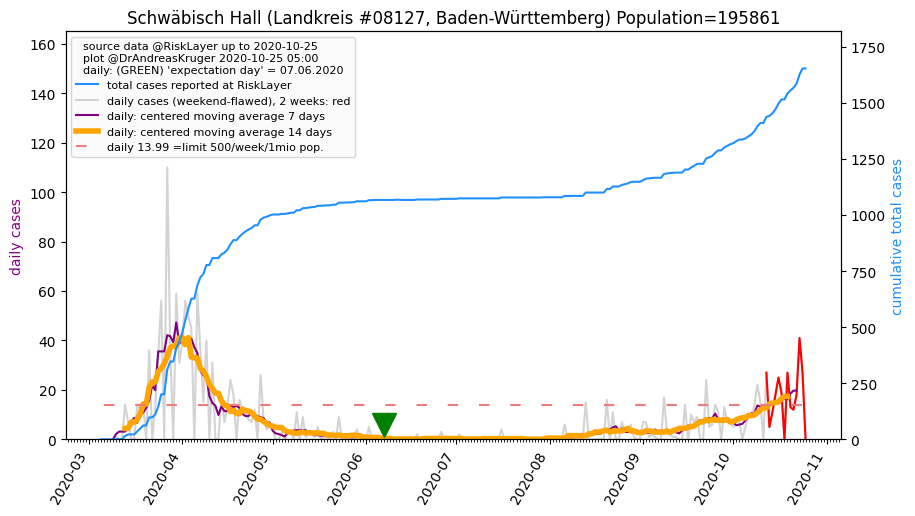 Schwäbisch Hall (Landkreis #08127, Baden-Württemberg) Population=195861
source data @RiskLayer up to 2020-10-25
plot @DrAndreasKruger 2020-10-25 05:00
daily: (GREEN) 'expectation day' = 07.06.2020
total cases reported at RiskLayer
daily cases (weekend-flawed), 2 weeks: red
daily: centered moving average 7 days
daily: centered moving average 14 days
daily 13.99 =limit 500/week/1mio pop.
daily cases
160
140
120
100
80
60
40
20
0
cumulative total cases
1750
1500
1250
1000
750
500
250
0
2020-03
2020-04
2020-05
2020-06
2020-07
2020-08
2020-09
2020-10
2020-11